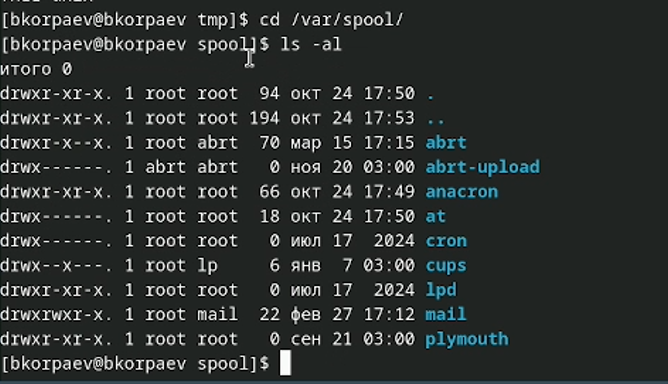 [bkorpaev@bkorpaev tmp]$ cd /var/spool/
[bkorpaev@bkorpaev spool]$ ls -al
итого 0
drwxr-xr-x. 1 root root  94 окт 24 17:50 .
drwxr-xr-x. 1 root root 194 окт 24 17:53 ..
drwxr-x--x. 1 root abrt  70 мар 15 17:15 abrt
drwx------. 1 abrt abrt   0 ноя 20 03:00 abrt-upload
drwxr-xr-x. 1 root root  66 окт 24 17:49 anacron
drwx------. 1 root root  18 окт 24 17:50 at
drwx------. 1 root root   0 июл 17  2024 cron
drwx--x---. 1 root lp     6 янв  7 03:00 cups
drwxr-xr-x. 1 root root   0 июл 17  2024 lpd
drwxrwxr-x. 1 root mail  22 фев 27 17:12 mail
drwxr-xr-x. 1 root root   0 сен 21 03:00 plymouth
[bkorpaev@bkorpaev spool]$